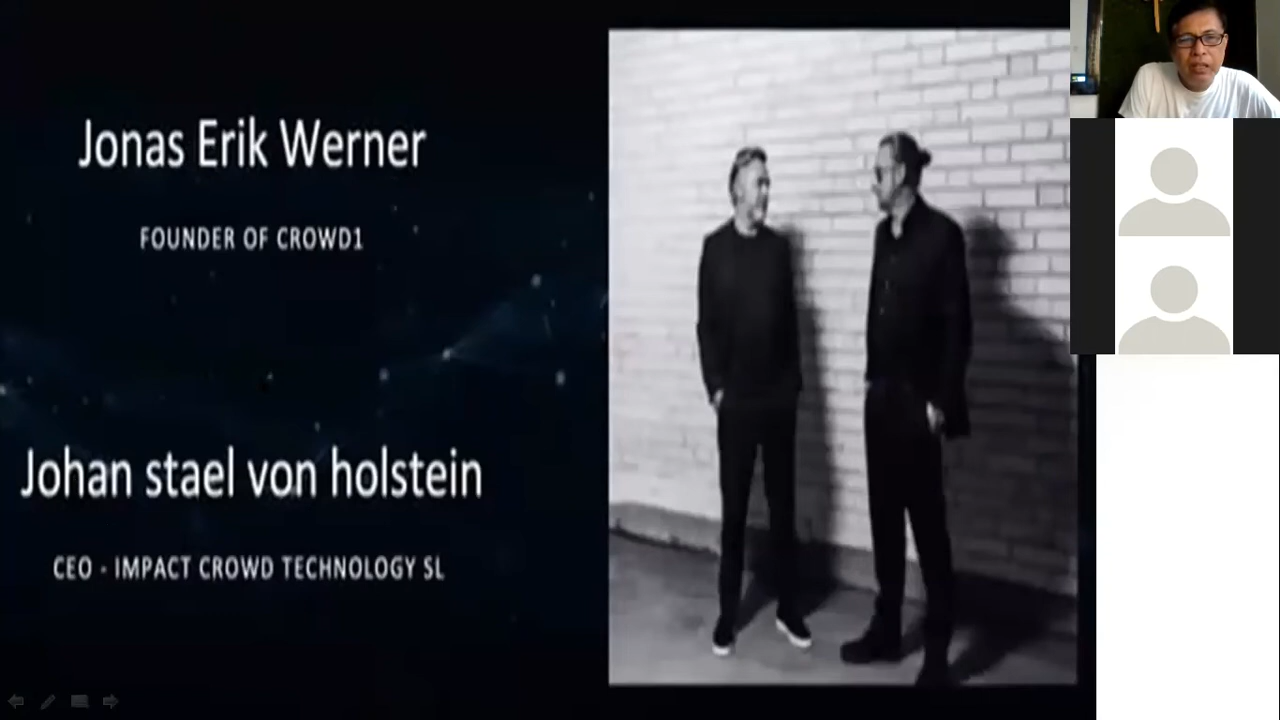 Jonas Erik Werner
FOUNDER OF CROWD1
Johan stael von holstein
CEO - IMPACT CROWD TECHNOLOGY SL